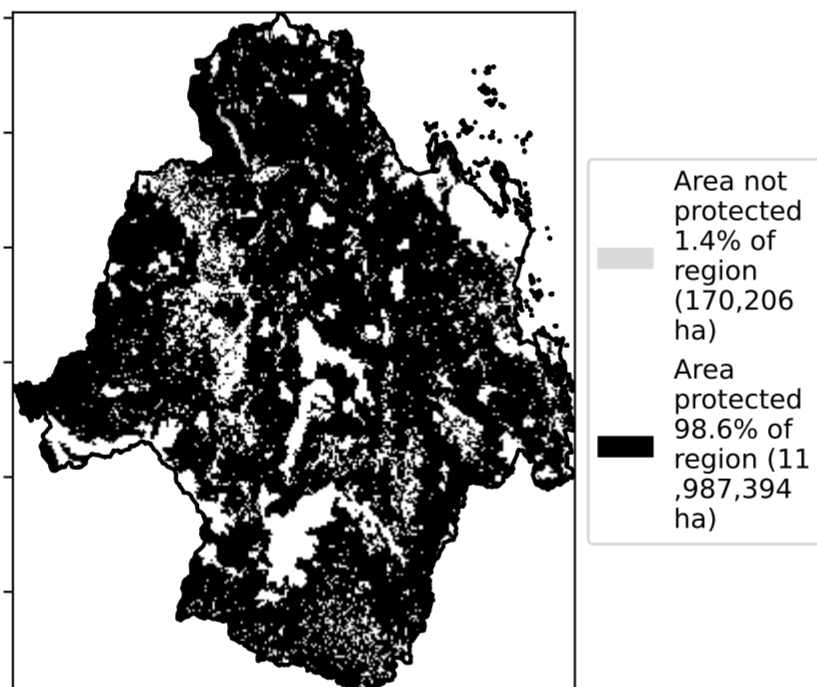 Area not
protected
1.4% of
region
(170,206
ha)
Area
protected
98.6% of
region (11
,987,394
ha)